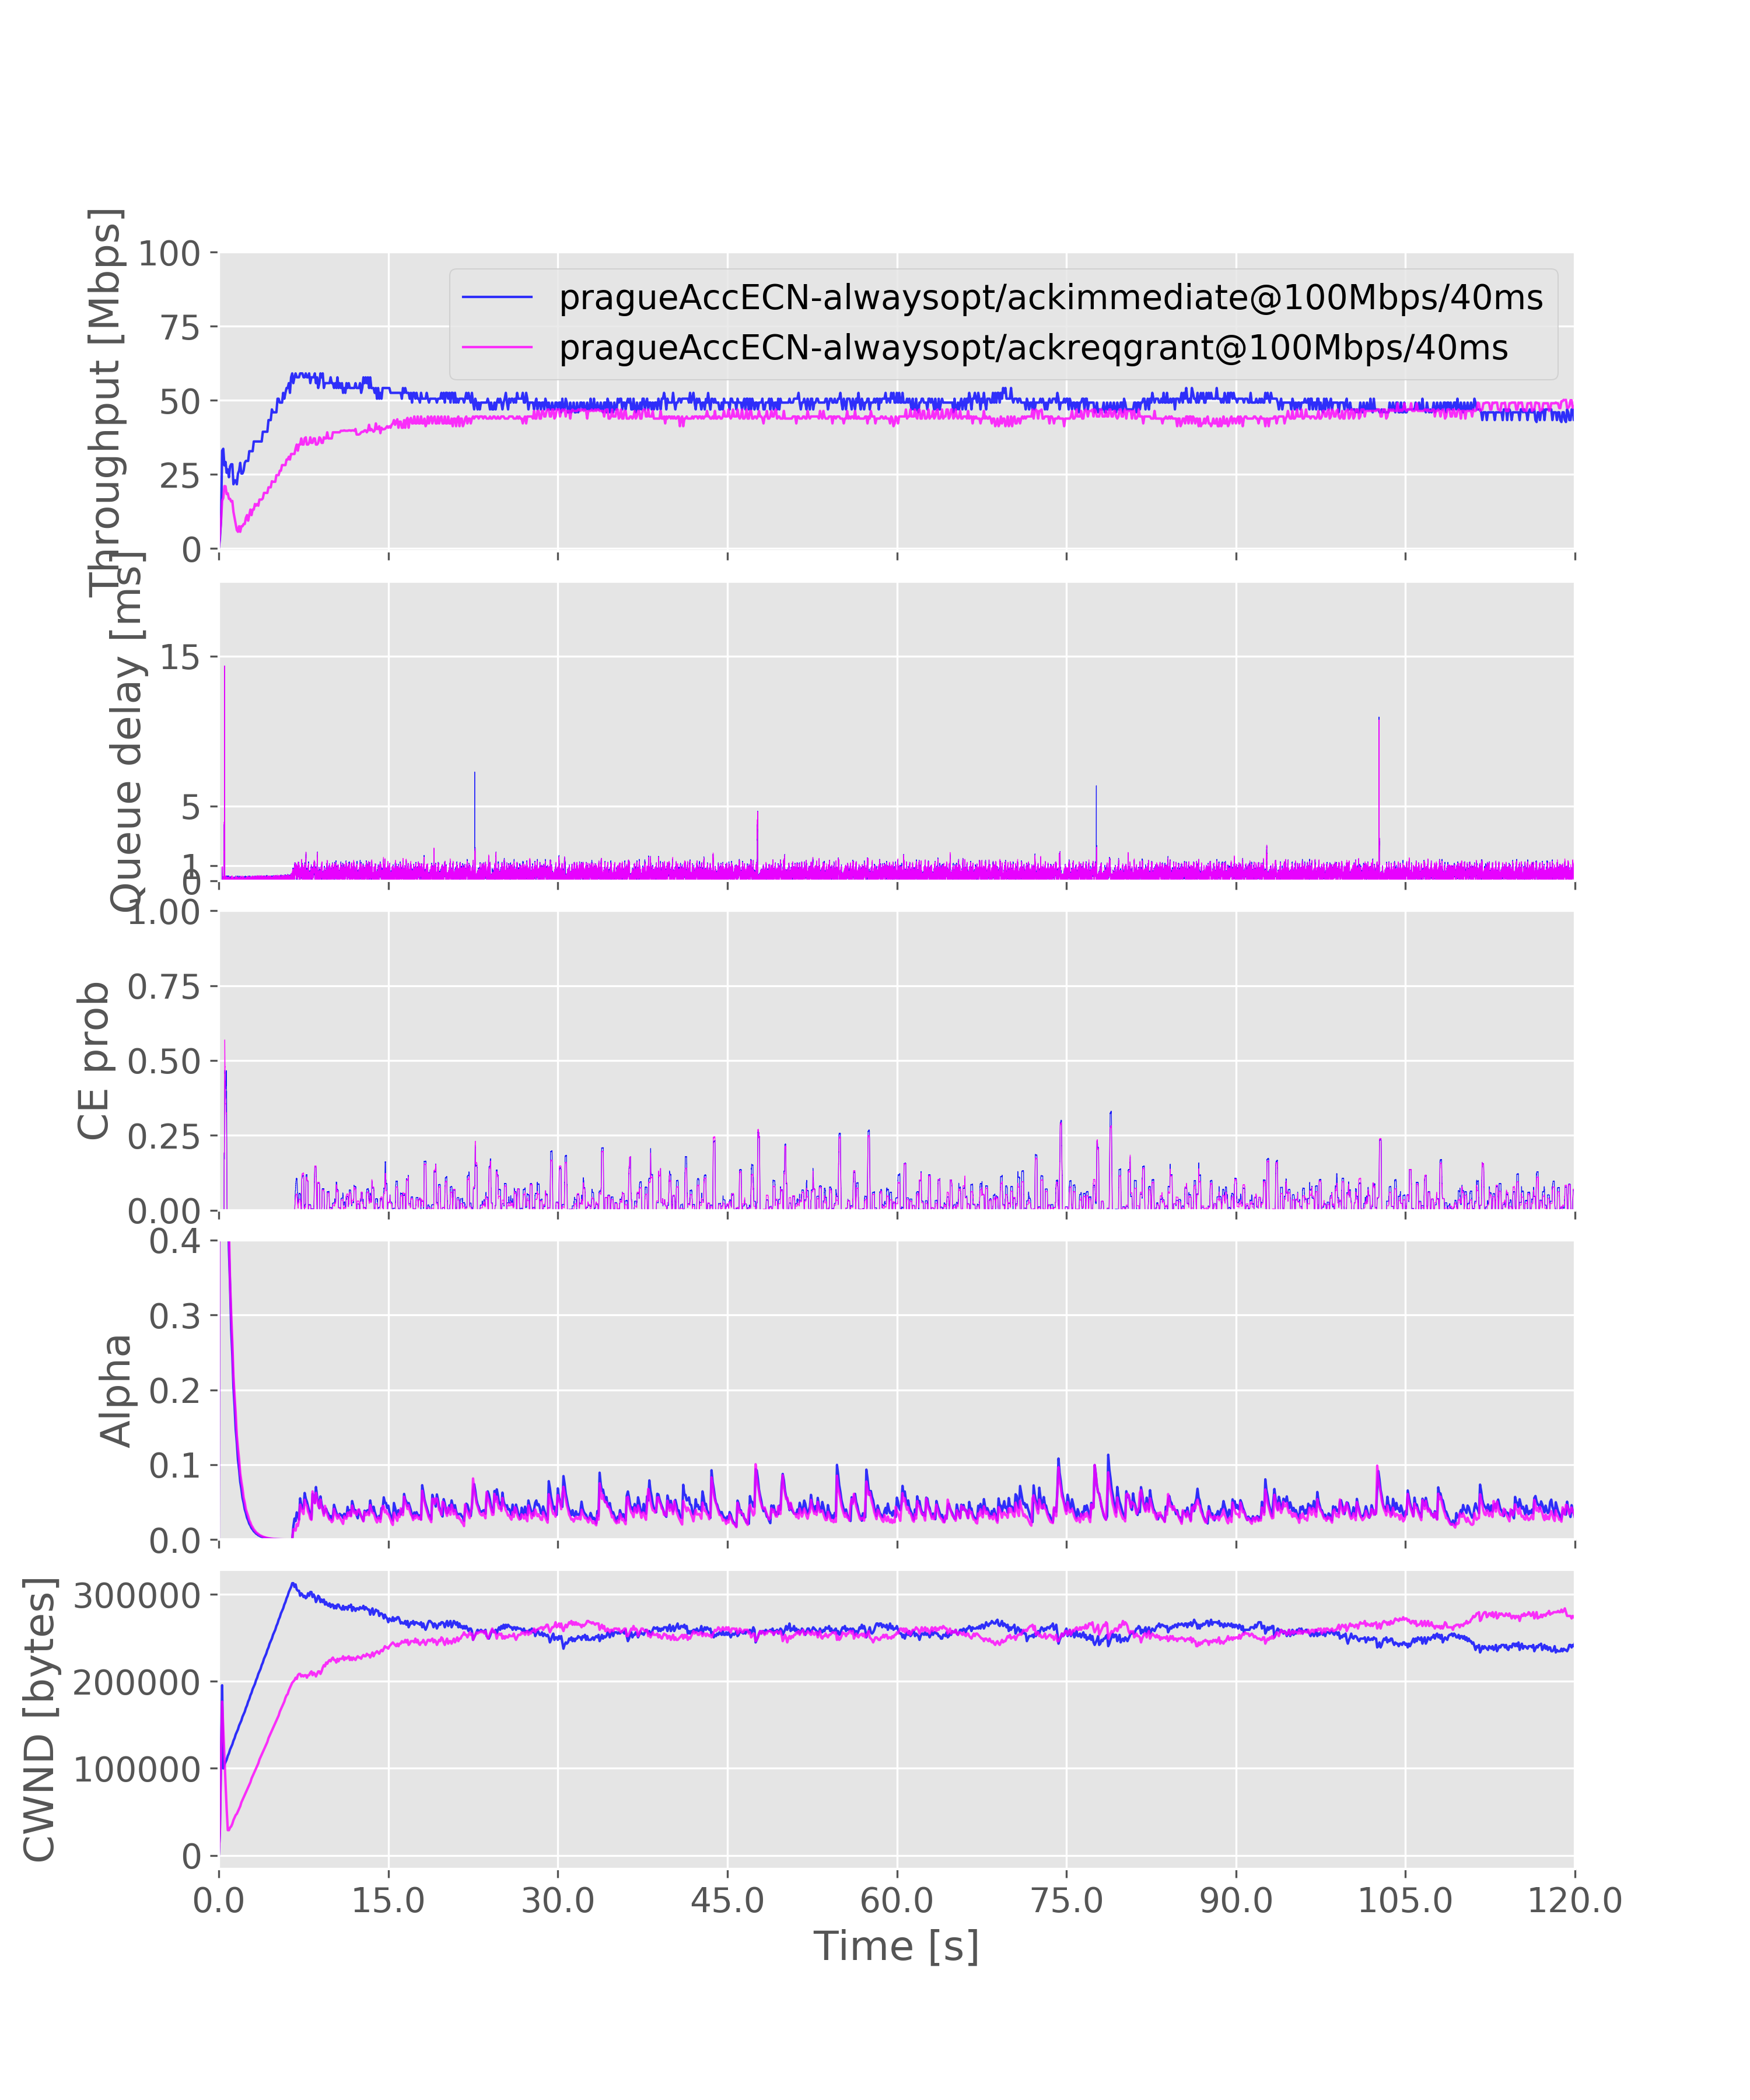 Throughput [Mbps]
100
75
50
25
0
pragueAccECN-alwaysopt/ackimmediate@100Mbps/40ms
pragueAccECN-alwaysopt/ackreqgrant@100Mbps/40ms
Queue delay [ms]
15
5
1
0
CE prob
1.00
0.75
0.50
0.25
0.00
Alpha
0.4
0.3
0.2
0.1
0.0
CWND [bytes]
300000
200000
100000
0
0.0 15.0 30.0 45.0 60.0 75.0 90.0 105.0 120.0
Time [s]